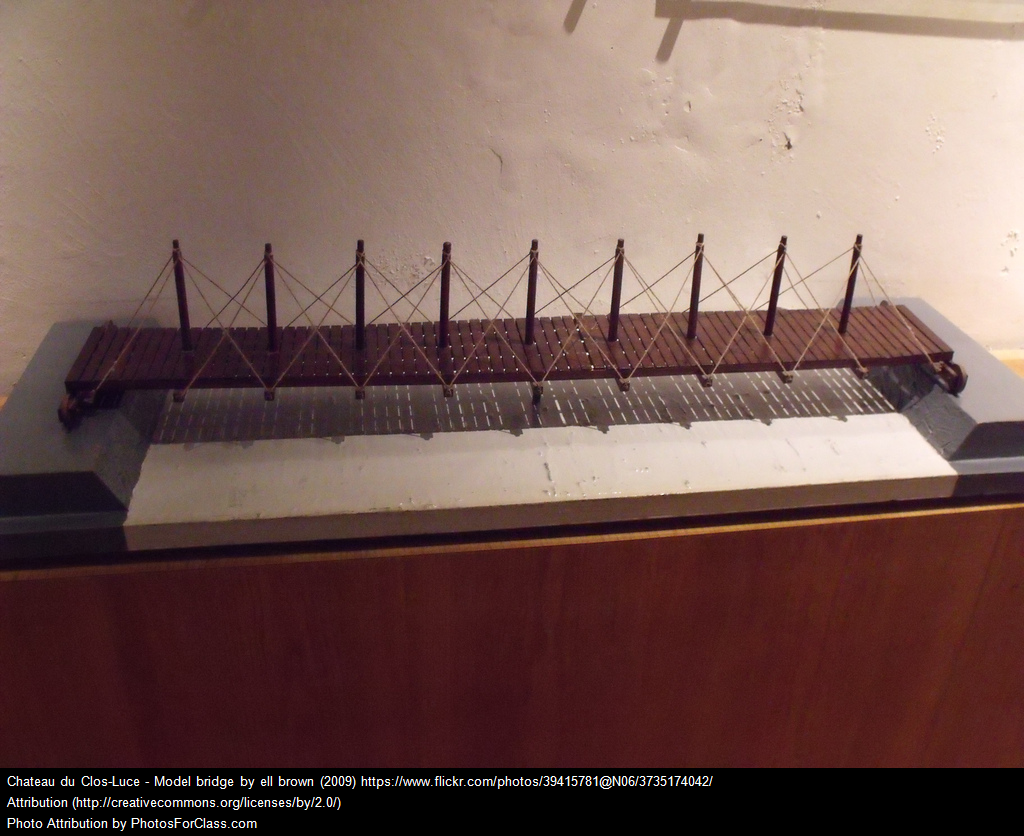 Chateau du Clos-Luce - Model bridge by ell brown (2009) https://www.flickr.com/photos/39415781@N06/3735174042/
Attribution (http://creativecommons.org/licenses/by/2.0/)
Photo Attribution by PhotosForClass.com